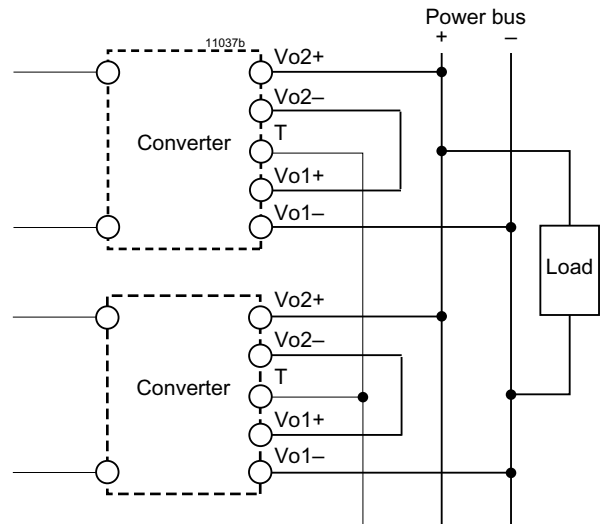 Power bus
+ –
11037b
Vo2+
Vo2–
T
Converter
Vo1+
Vo1–
Load
Vo2+
Vo2–
T
Converter
Vo1+
Vo1–